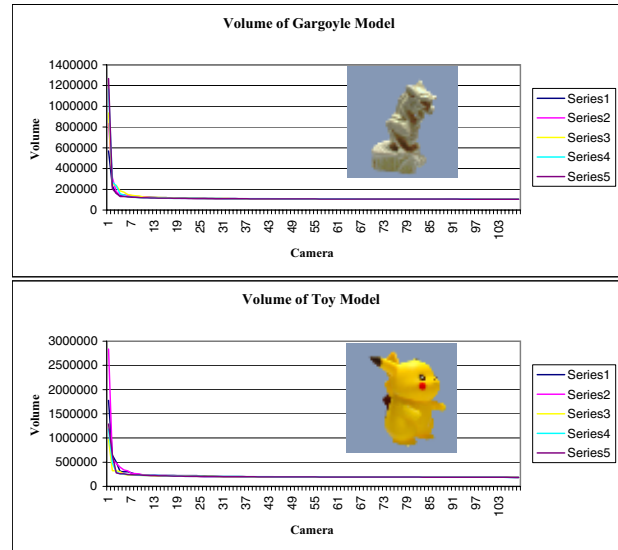 Volume of Gargoyle Model
1400000
1200000
1000000
800000
600000
400000
200000
0
Volume
1 7 13 19 25 31 37 43 49 55 61 67 73 79 85 91 97 103
Camera
Series1
Series2
Series3
Series4
Series5
Volume of Toy Model
3000000
2500000
2000000
1500000
1000000
500000
0
Volume
1 7 13 19 25 31 37 43 49 55 61 67 73 79 85 91 97 103
Camera
Series1
Series2
Series3
Series4
Series5